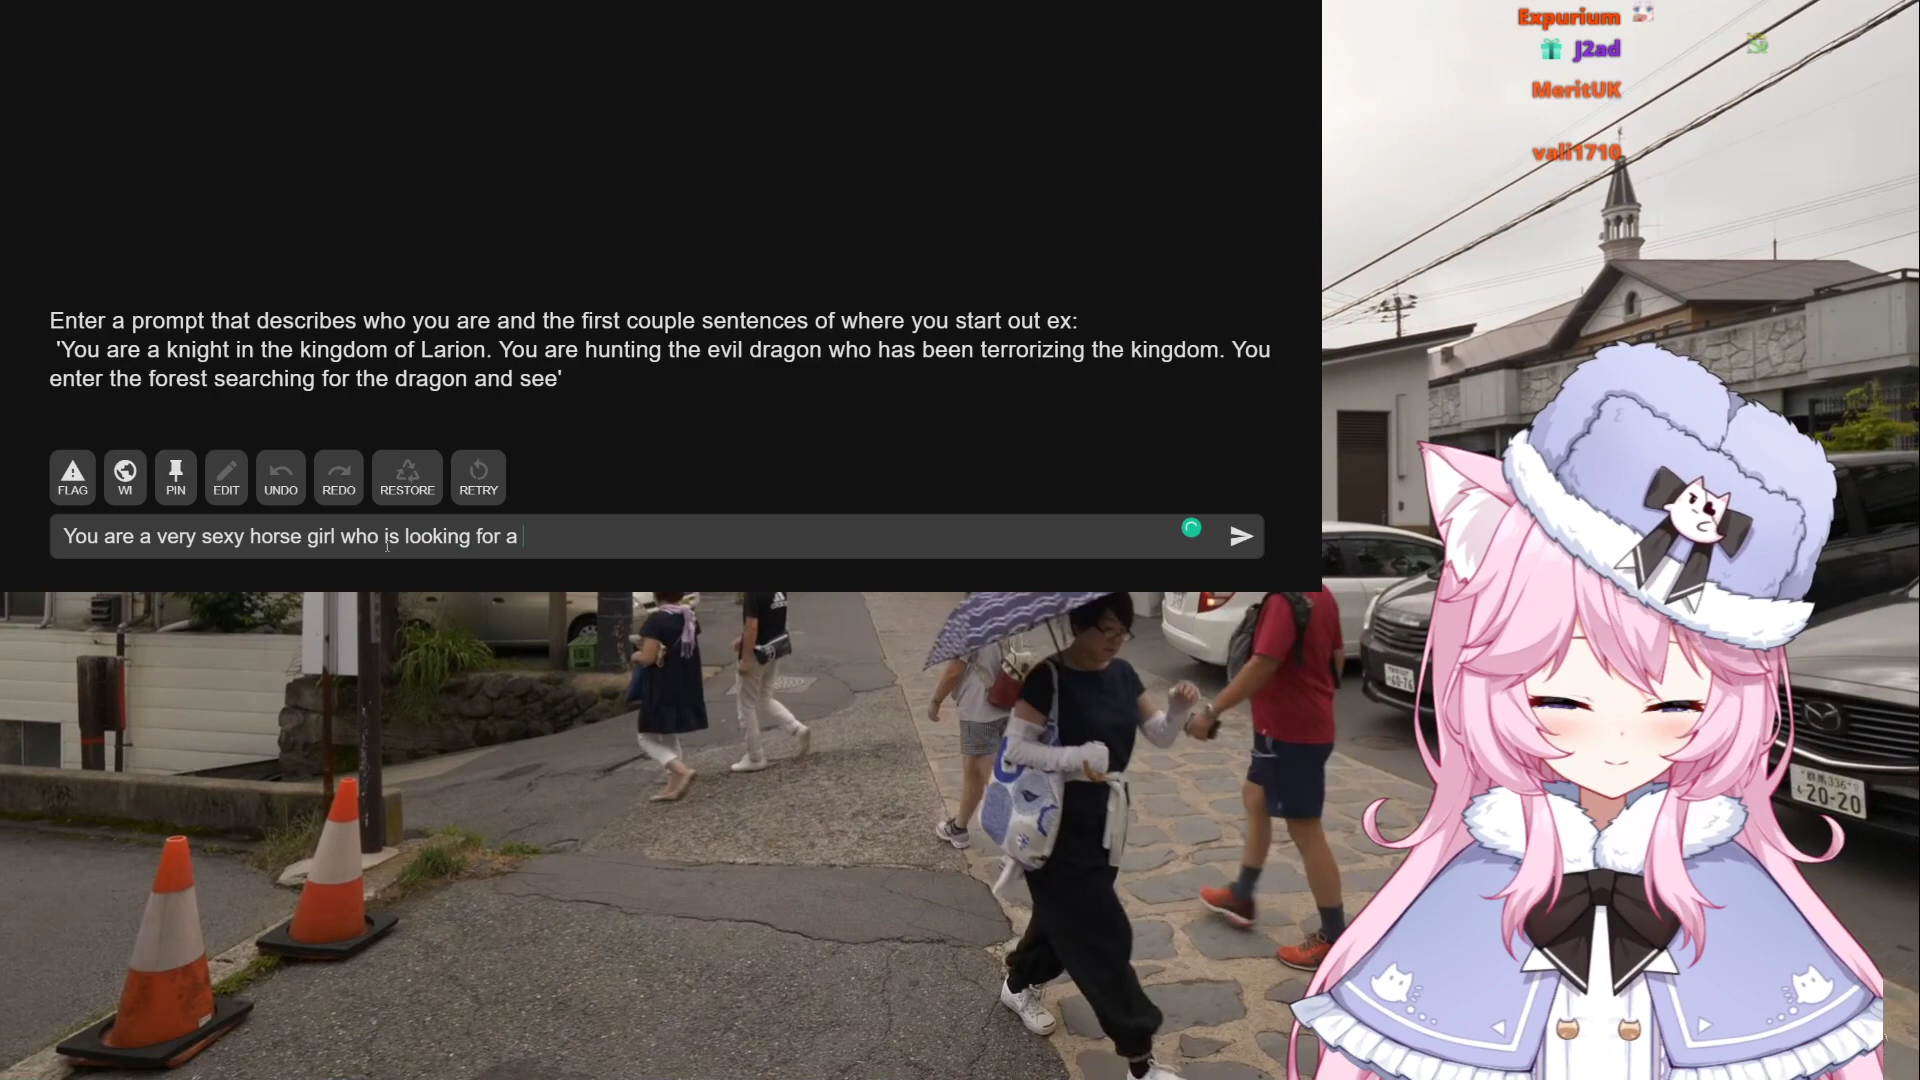 Expurium
J2ad
MeritUK
vali1710
Enter a prompt that describes who you are and the first couple sentences of where you start out ex:
'You are a knight in the kingdom of Larion. You are hunting the evil dragon who has been terrorizing the kingdom. You
enter the forest searching for the dragon and see'
FLAG WI PIN EDIT UNDO REDO RESTORE RETRY
You are a very sexy horse girl who is looking for a
20-20